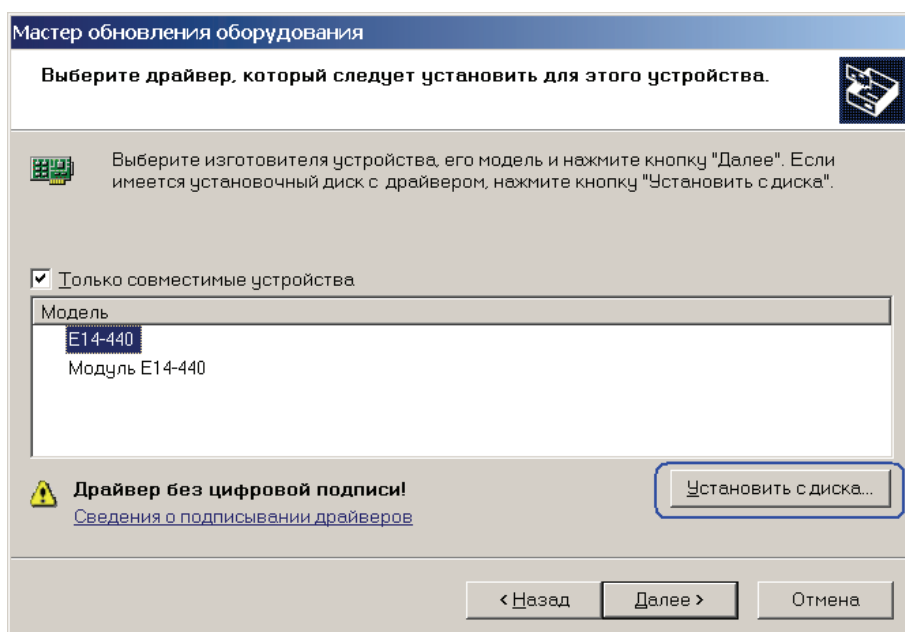 Мастер обновления оборудования
Выберите драйвер, который следует установить для этого устройства.
Выберите изготовителя устройства, его модель и нажмите кнопку "Далее". Если
имеется установочный диск с драйвером, нажмите кнопку "Установить с диска".
Только совместимые устройства
Модель
E14-440
Модуль E14-440
Драйвер без цифровой подписи!
Установить с диска...
Сведения о подписывании драйверов
< Назад
Далее >
Отмена